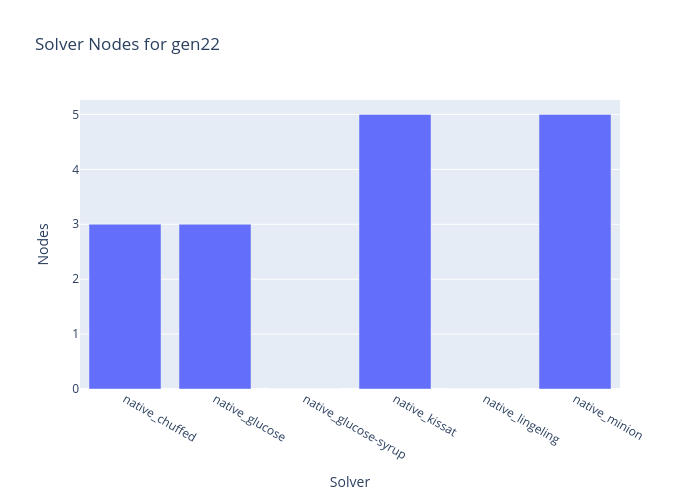 Solver Nodes for gen22
5
4
3
2
1
0
Nodes
native_chuffed
native_glucose
native_glucose-syrup
native_kissat
native_lingeling
native_minion
Solver